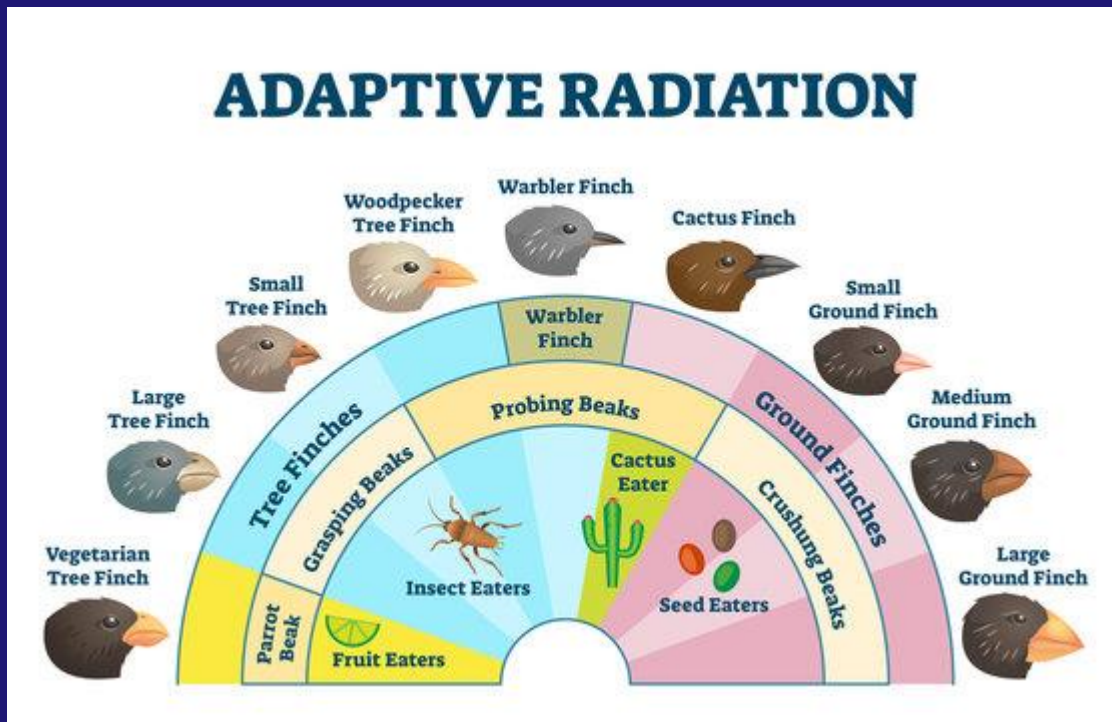 ADAPTIVE RADIATION
Warbler Finch
Woodpecker
Tree Finch
Cactus Finch
Small
Tree Finch
Small
Ground Finch
Large
Tree Finch
Medium
Ground Finch
Vegetarian
Tree Finch
Large
Ground Finch
Tree Finches
Warbler
Finch
Ground Finches
Parrot
Beak
Grasping Beaks
Probing Beaks
Crushung Beaks
Fruit Eaters
Insect Eaters
Cactus
Eater
Seed Eaters